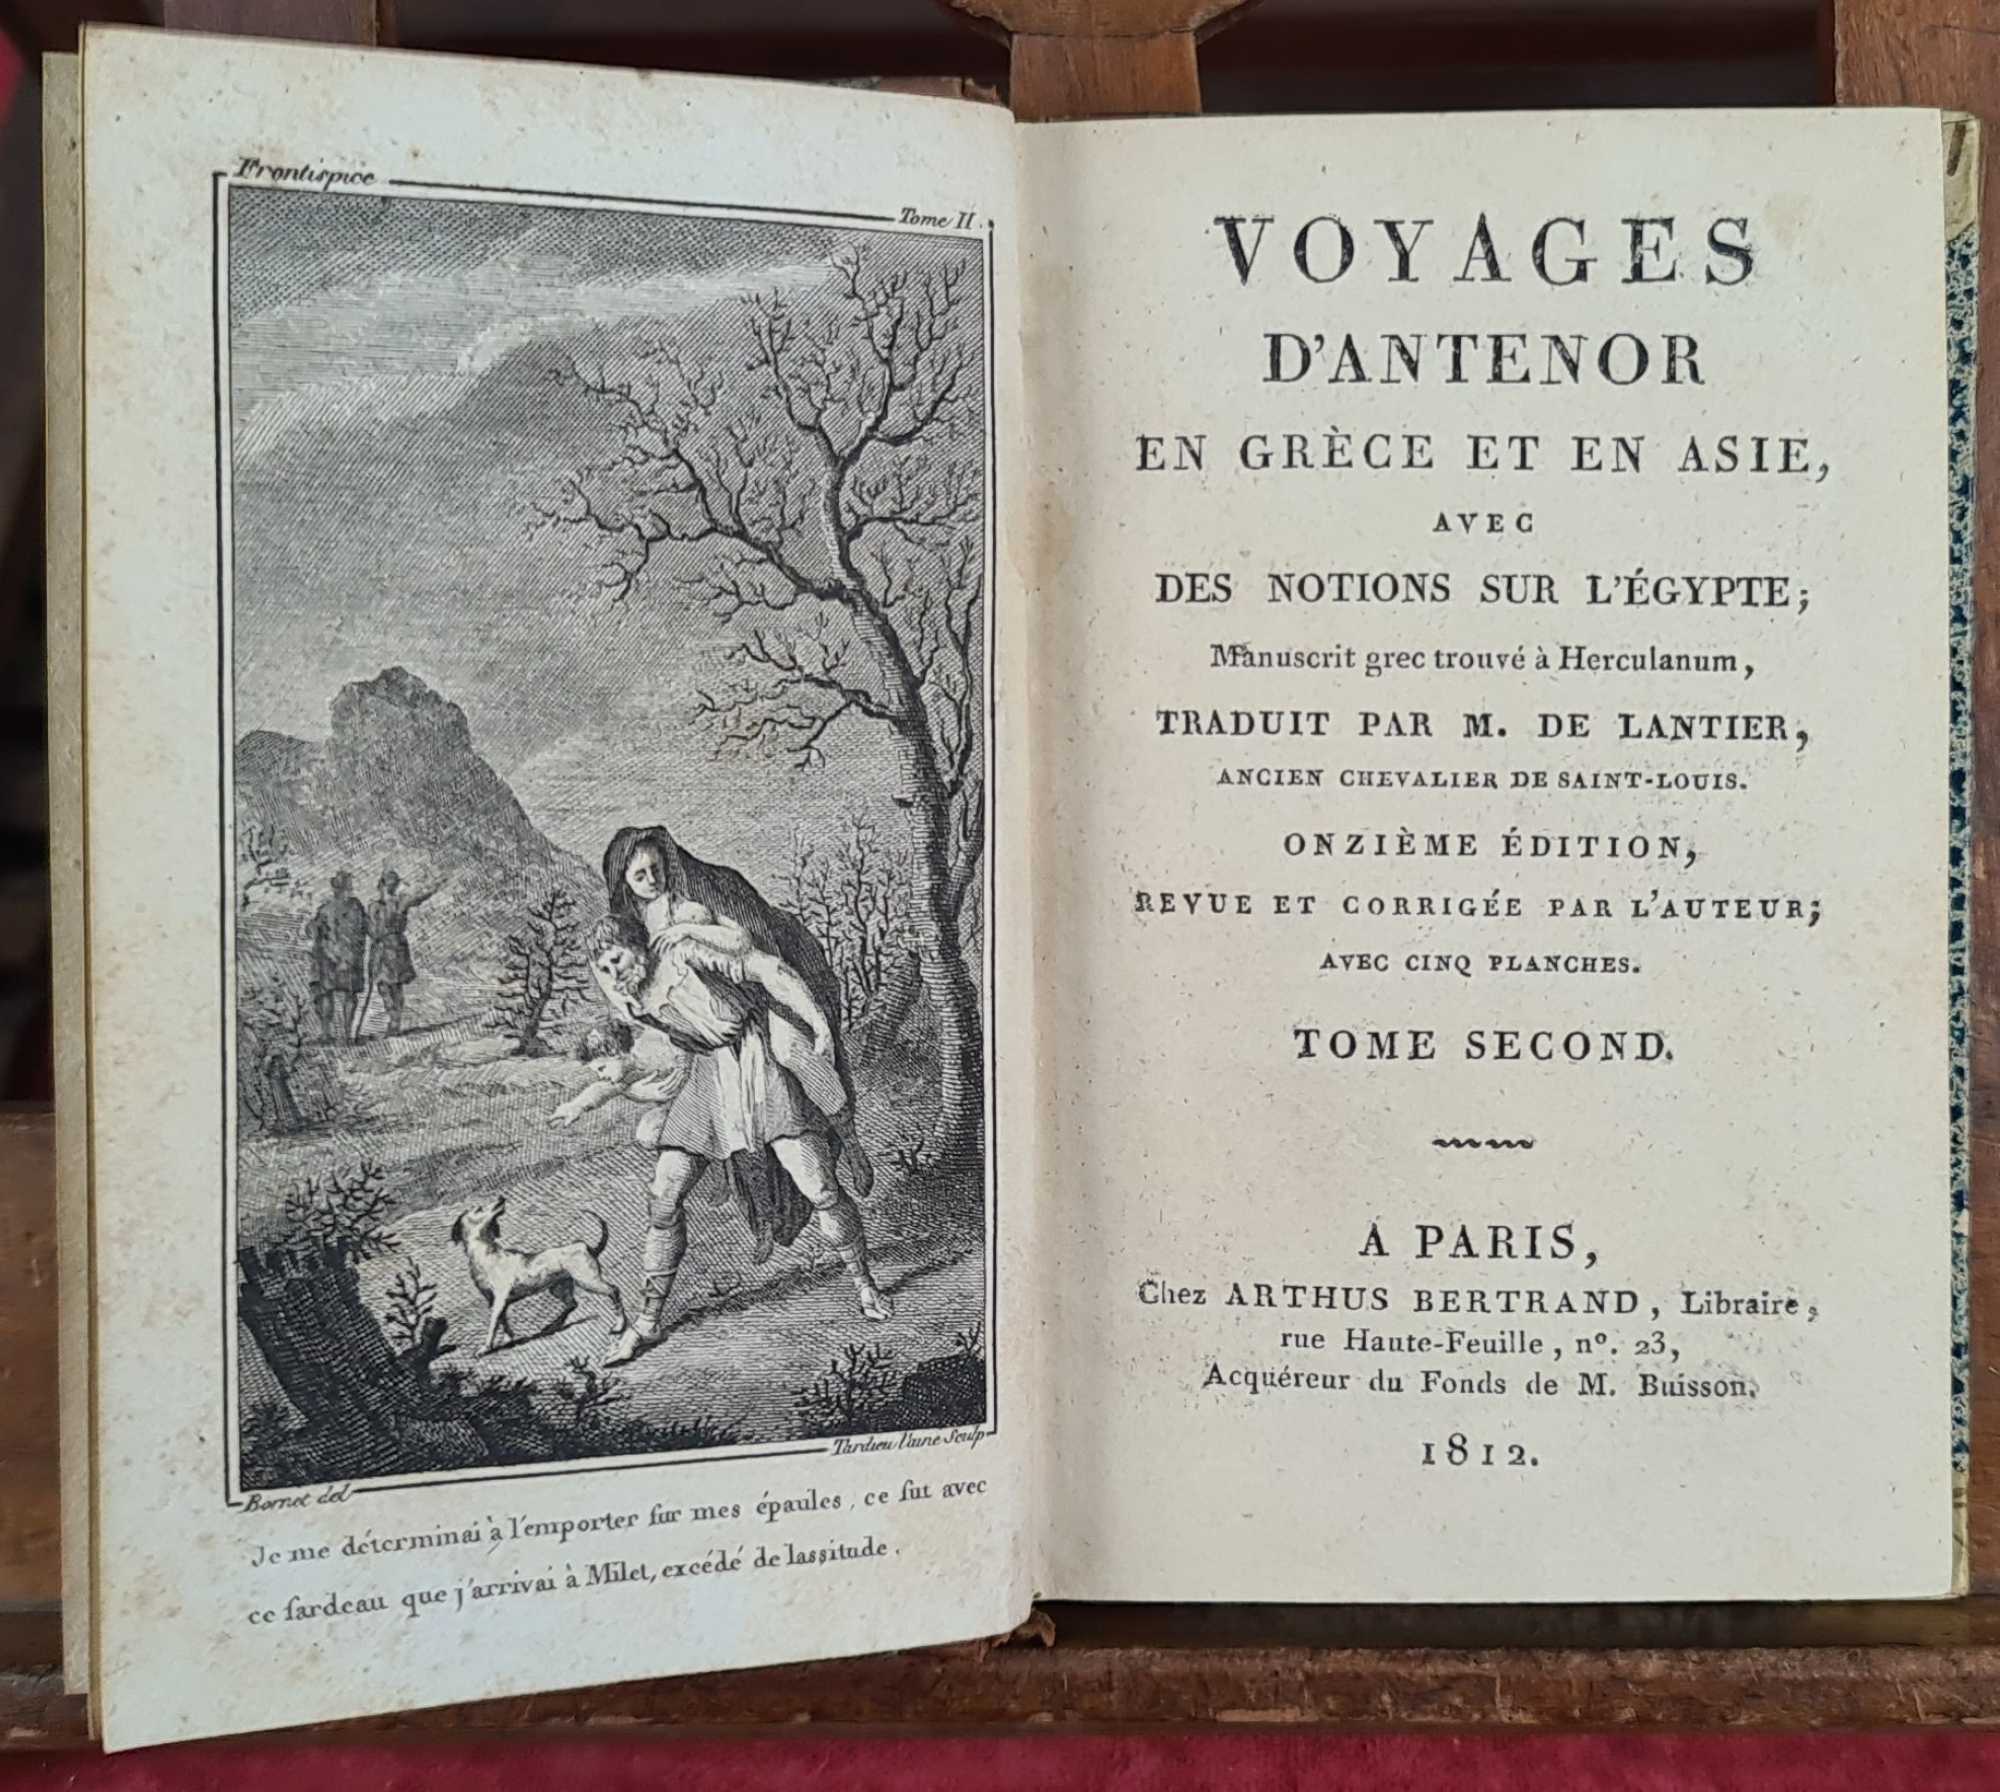 Frontispice
Tome II.
Bornet del
Tardieu l'aine Sculp
Je me déterminai à l'emporter sur mes épaules, ce fut avec
ce fardeau que j'arrivai à Milet, excédé de lassitude.
VOYAGES
D'ANTENOR
EN GRÈCE ET EN ASIE,
AVEC
DES NOTIONS SUR L'ÉGYPTE;
Manuscrit grec trouvé à Herculanum,
TRADUIT PAR M. DE LANTIER,
ANCIEN CHEVALIER DE SAINT-LOUIS.
ONZIÈME ÉDITION,
REVUE ET CORRIGÉE PAR L'AUTEUR;
AVEC CINQ PLANCHES.
TOME SECOND.
A PARIS,
Chez ARTHUS BERTRAND, Libraire,
rue Haute-Feuille, nº. 23,
Acquéreur du Fonds de M. Buisson.
1812.